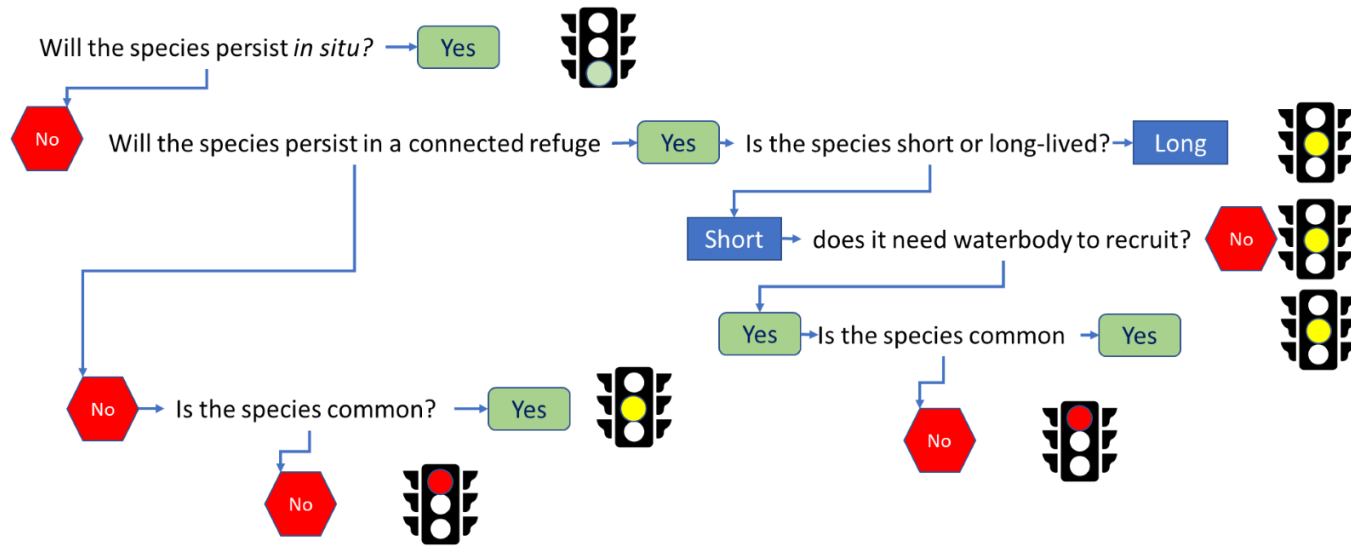 Will the species persist in situ?
Yes
No
Will the species persist in a connected refuge
Yes
Is the species short or long-lived?
Long
Short
does it need waterbody to recruit?
No
Yes
Is the species common
Yes
No
Is the species common?
Yes
No
No